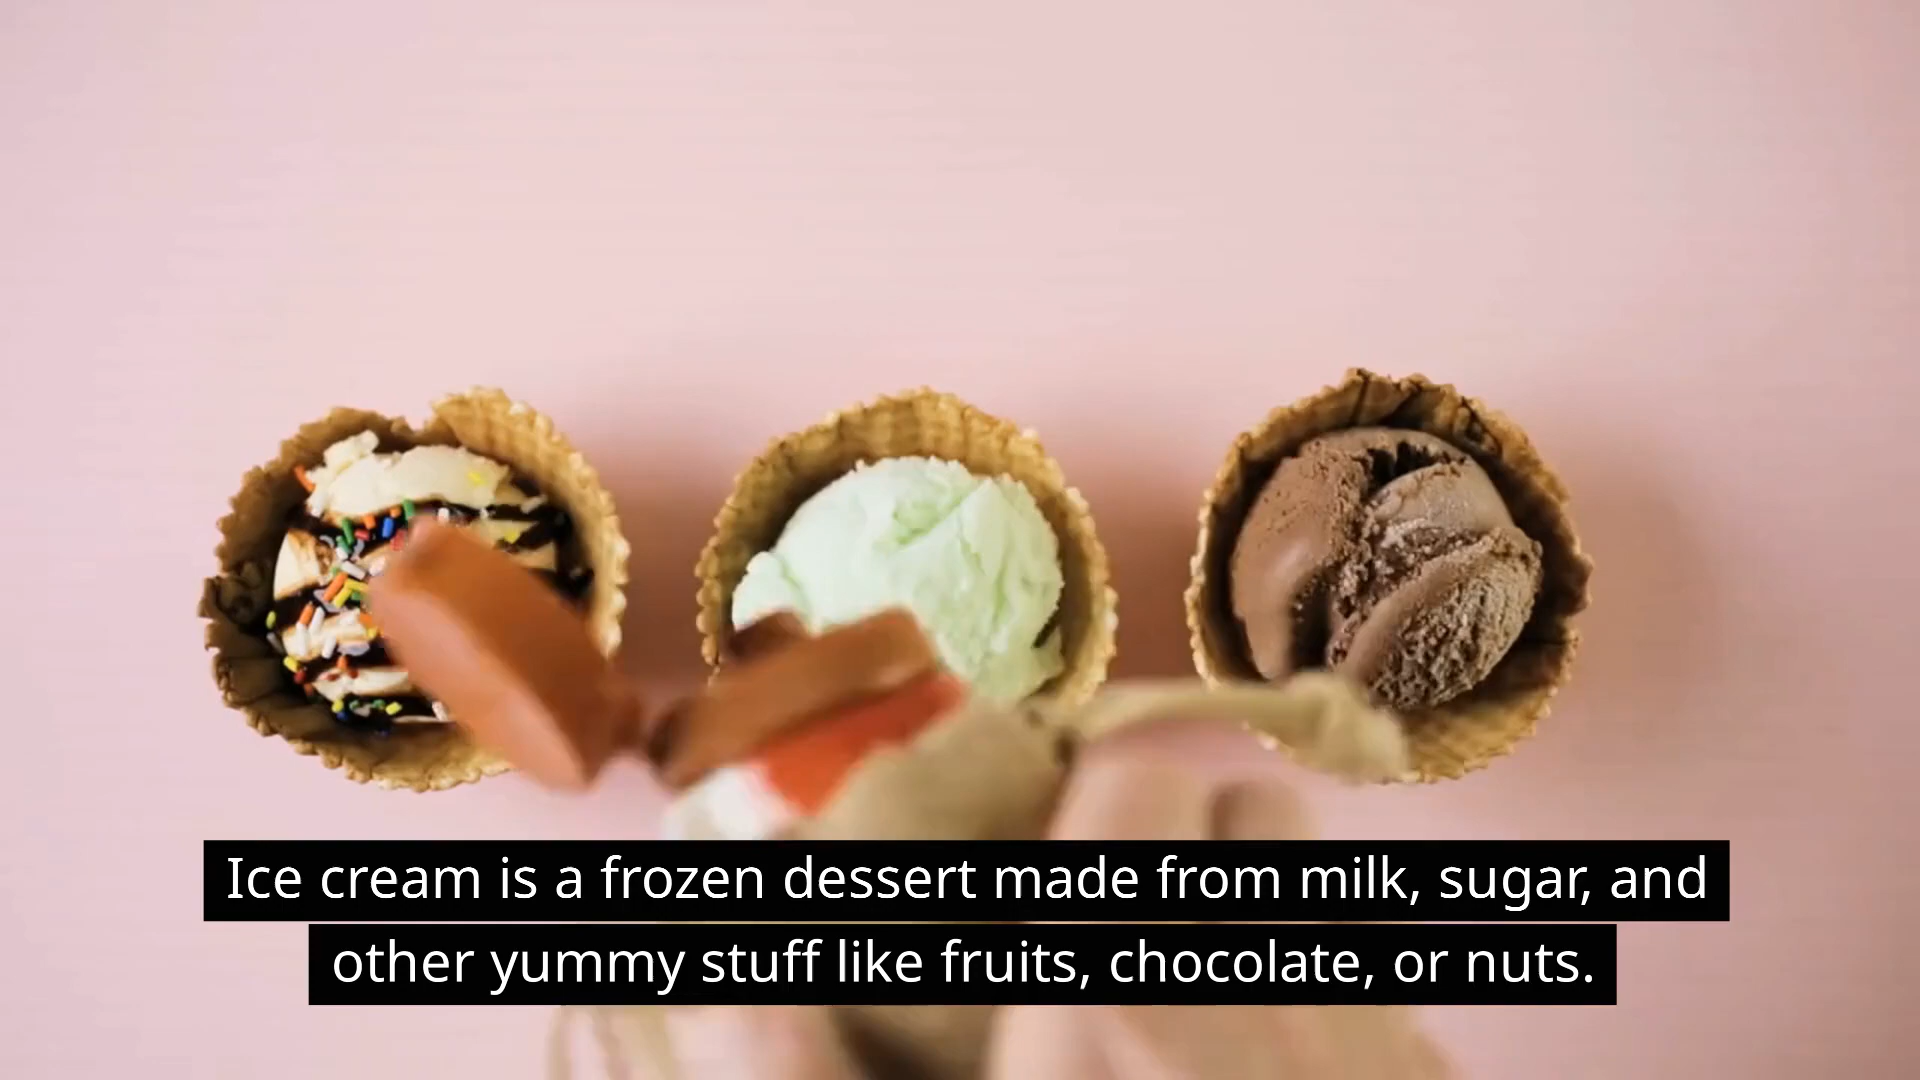 Ice cream is a frozen dessert made from milk, sugar, and
other yummy stuff like fruits, chocolate, or nuts.